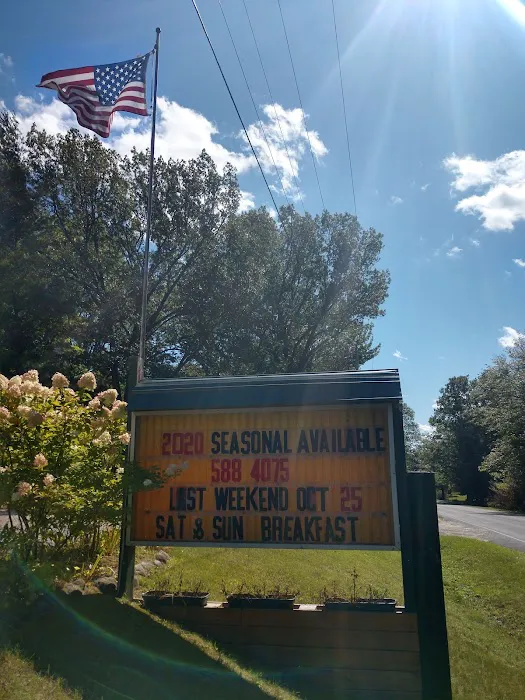 2020 SEASONAL AVAILABLE
588 4075
LAST WEEKEND OCT 25
SAT & SUN BREAKFAST